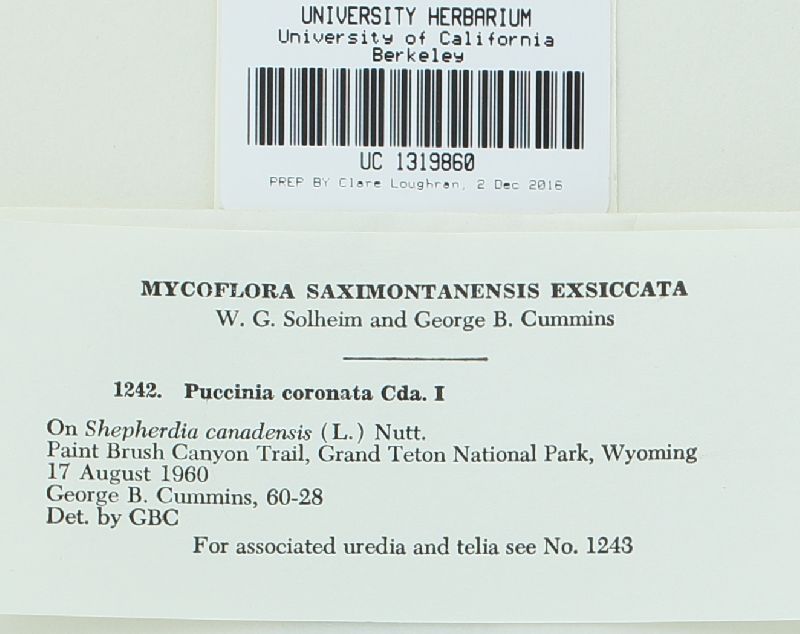 UNIVERSITY HERBARIUM
University of California
Berkeley
UC 1319860
PREP BY Clare Loughran, 2 Dec 2016
MYCOFLORA SAXIMONTANENSIS EXSICCATA
W. G. Solheim and George B. Cummins
1242. Puccinia coronata Cda. I
On Shepherdia canadensis (L.) Nutt.
Paint Brush Canyon Trail, Grand Teton National Park, Wyoming
17 August 1960
George B. Cummins, 60-28
Det. by GBC
For associated uredia and telia see No. 1243